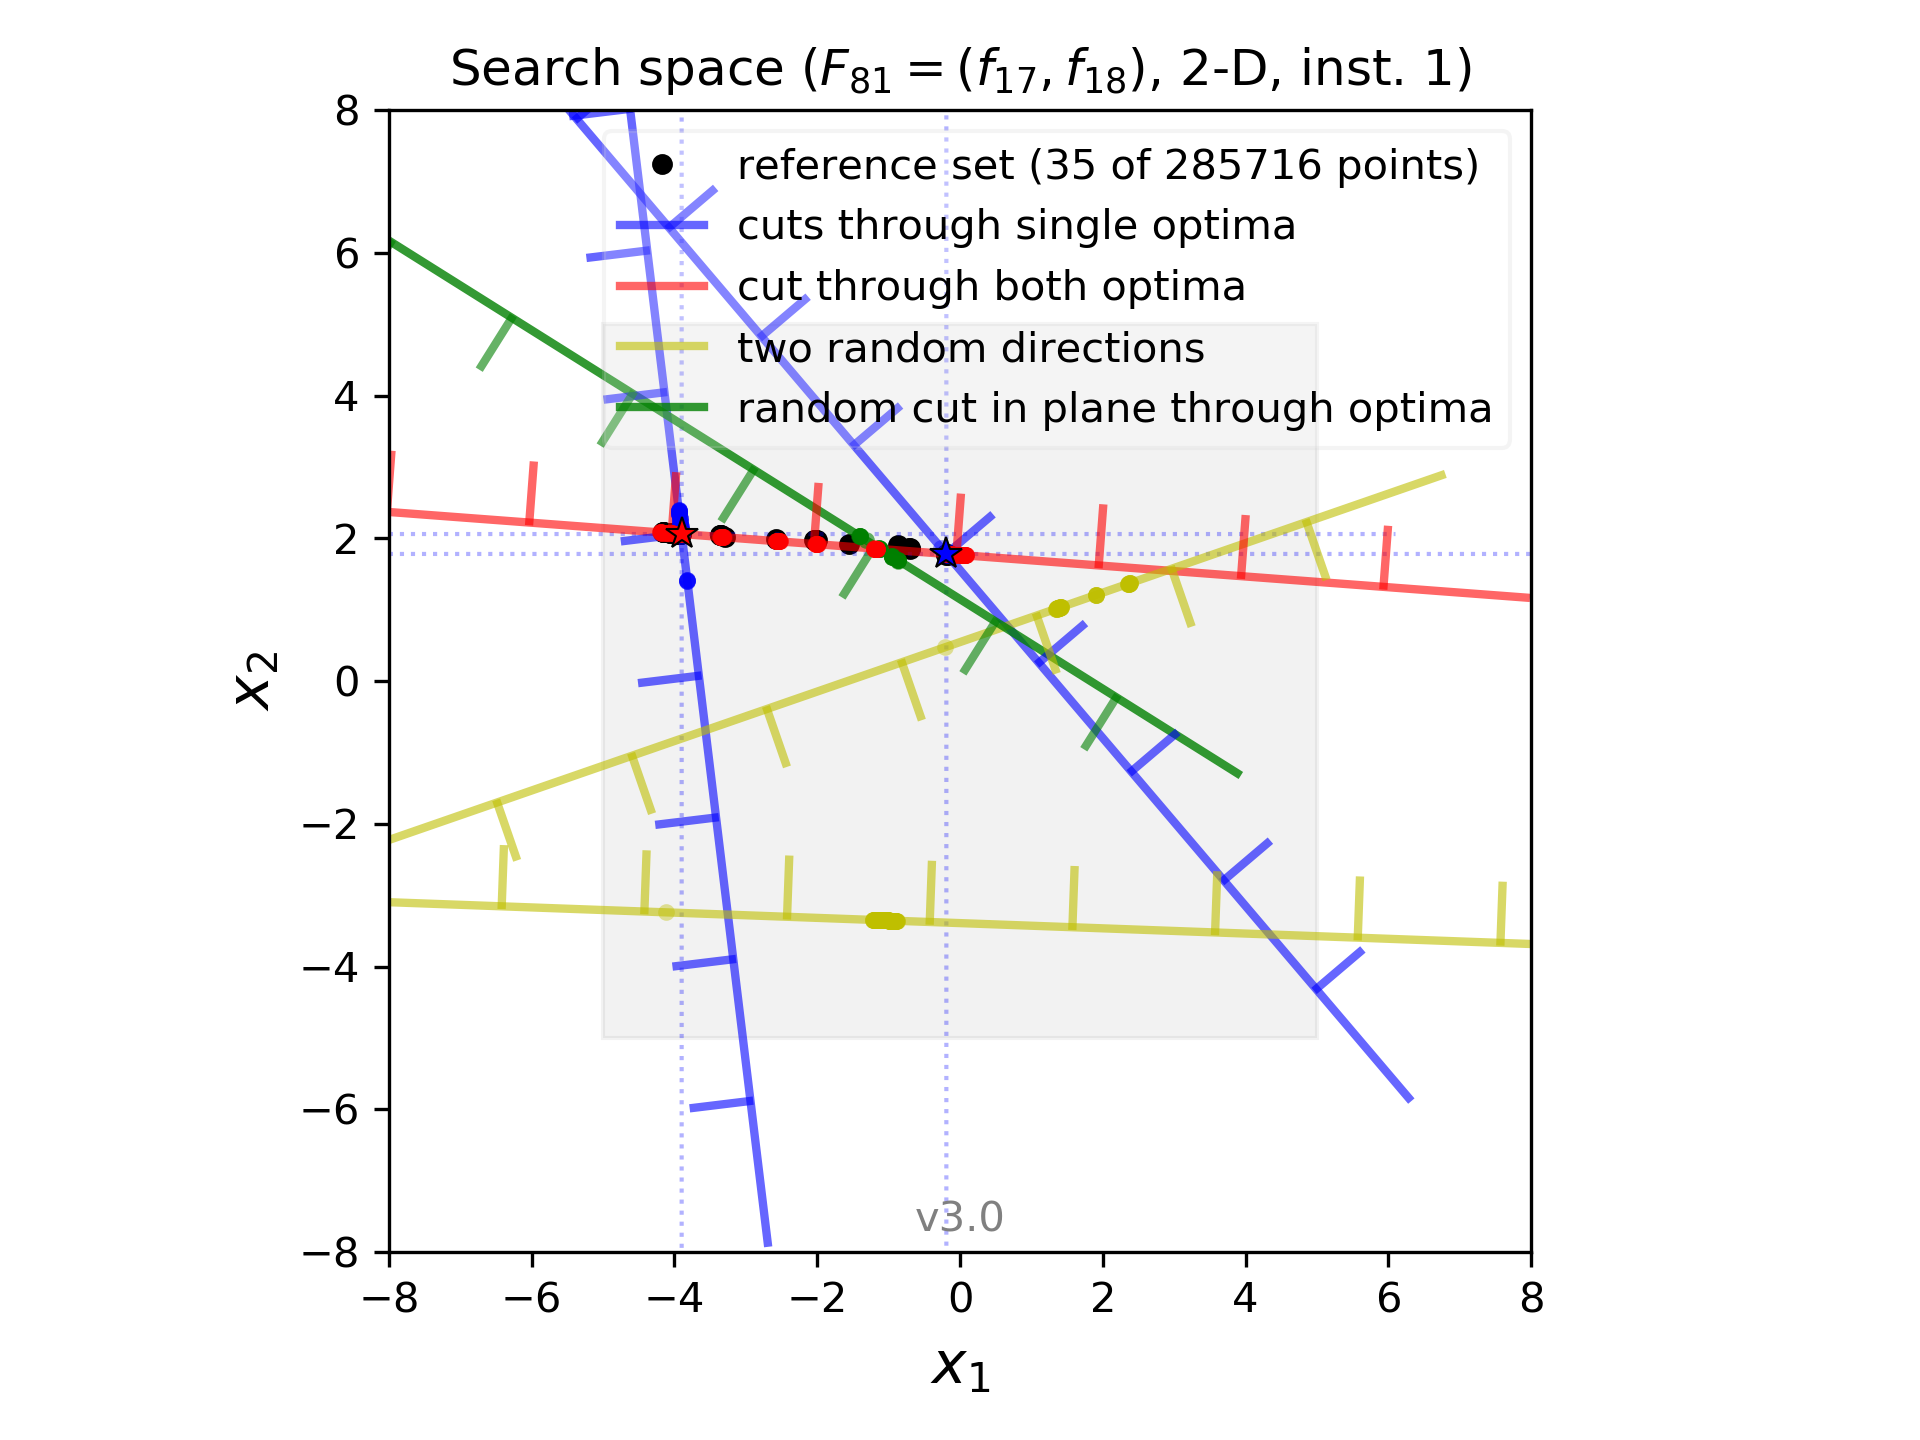 Search space (F₈₁ = (f₁₇, f₁₈), 2-D, inst. 1)
reference set (35 of 285716 points)
cuts through single optima
cut through both optima
two random directions
random cut in plane through optima
8
6
4
2
0
−2
−4
−6
−8
x₂
v3.0
−8 −6 −4 −2 0 2 4 6 8
x₁